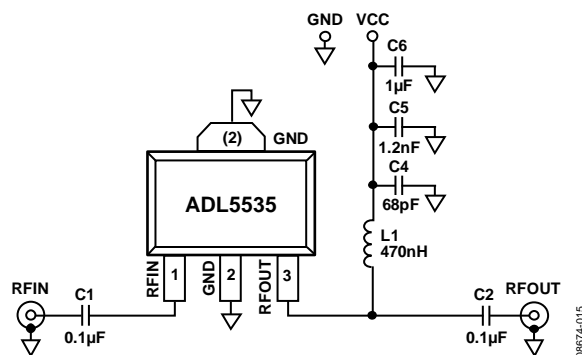 GND VCC
C6
1µF
C5
1.2nF
C4
68pF
(2) GND
ADL5535
L1
470nH
RFIN GND RFOUT
1 2 3
RFIN
C1
0.1µF
C2
0.1µF
RFOUT
08674-015